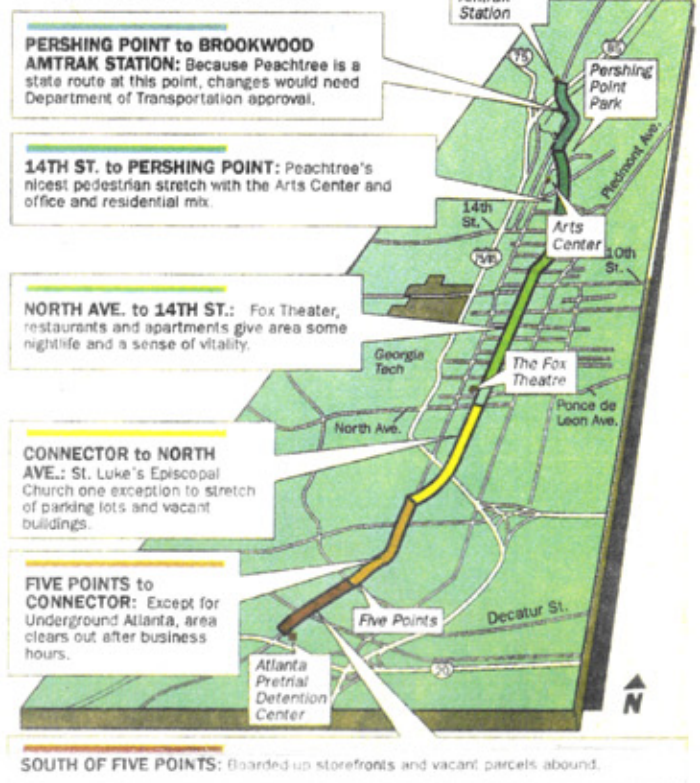 Station
PERSHING POINT to BROOKWOOD
AMTRAK STATION: Because Peachtree is a
state route at this point, changes would need
Department of Transportation approval.
14TH ST. to PERSHING POINT: Peachtree's
nicest pedestrian stretch with the Arts Center and
office and residential mix.
NORTH AVE. to 14TH ST.: Fox Theater,
restaurants and apartments give area some
nightlife and a sense of vitality.
CONNECTOR to NORTH
AVE.: St. Luke's Episcopal
Church one exception to stretch
of parking lots and vacant
buildings.
FIVE POINTS to
CONNECTOR: Except for
Underground Atlanta, area
clears out after business
hours.
75
85
Pershing
Point
Park
Piedmont Ave.
14th
St.
Arts
Center
75/85
10th
St.
Georgia
Tech
The Fox
Theatre
Ponce de
Leon Ave.
North Ave.
Five Points
Decatur St.
Atlanta
Pretrial
Detention
Center
20
N
SOUTH OF FIVE POINTS: Boarded-up storefronts and vacant parcels abound.